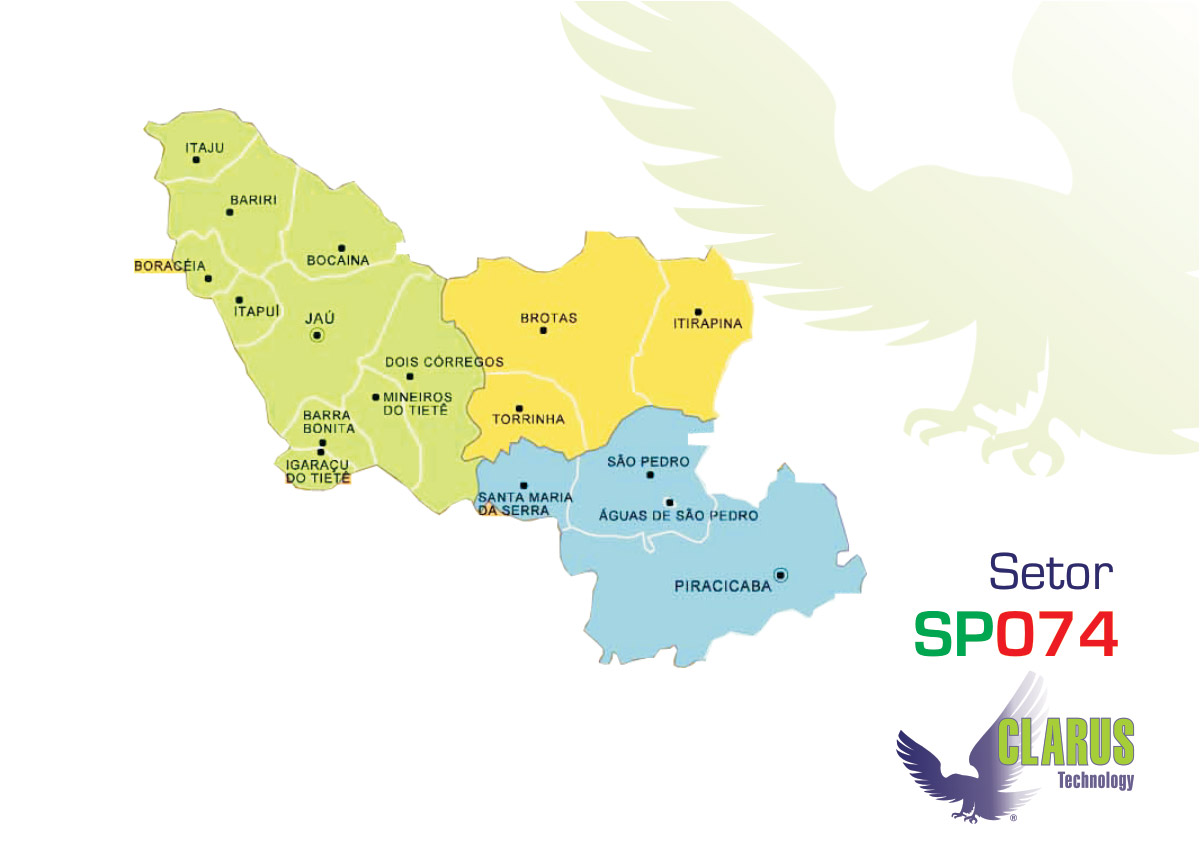 ITAJU
BARIRI
BOCAINA
BORACÉIA
ITAPUÍ
JAÚ
BROTAS
ITIRAPINA
DOIS CÓRREGOS
MINEIROS
DO TIETÊ
BARRA
BONITA
TORRINHA
IGARAÇU
DO TIETÊ
SÃO PEDRO
SANTA MARIA
DA SERRA
ÁGUAS DE SÃO PEDRO
PIRACICABA
Setor
SP074
CLARUS
Technology
®